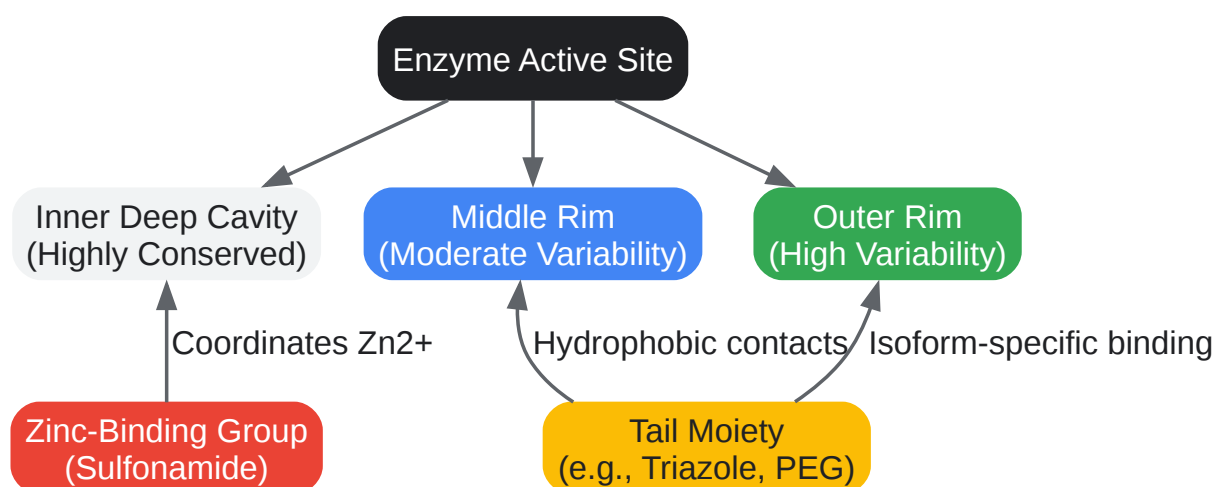 Enzyme Active Site
Inner Deep Cavity
(Highly Conserved)
Middle Rim
(Moderate Variability)
Outer Rim
(High Variability)
Coordinates Zn2+
Hydrophobic contacts
Isoform-specific binding
Zinc-Binding Group
(Sulfonamide)
Tail Moiety
(e.g., Triazole, PEG)